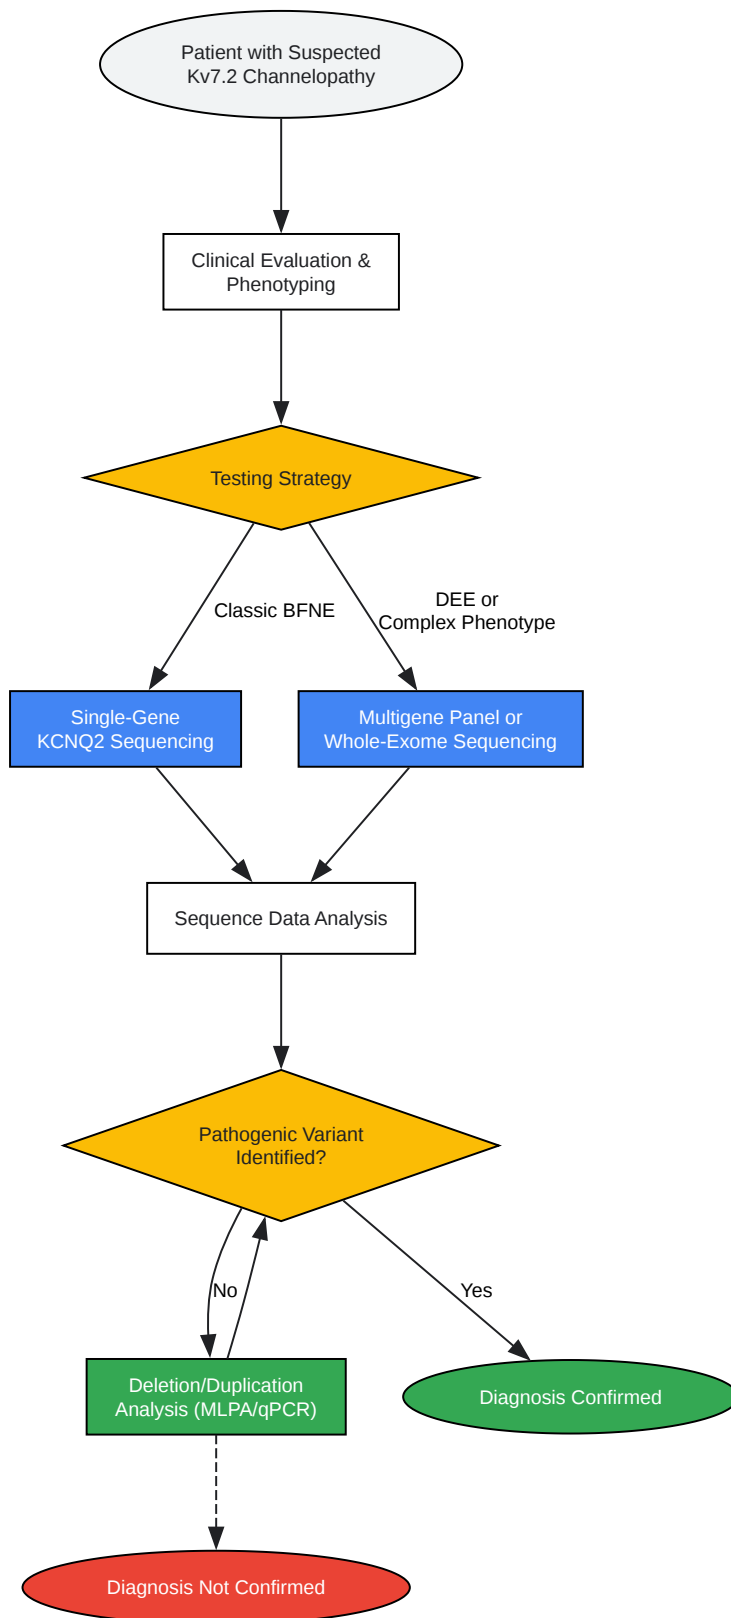 Patient with Suspected
Kv7.2 Channelopathy
Clinical Evaluation &
Phenotyping
Testing Strategy
Classic BFNE
DEE or
Complex Phenotype
Single-Gene
KCNQ2 Sequencing
Multigene Panel or
Whole-Exome Sequencing
Sequence Data Analysis
Pathogenic Variant
Identified?
No
Yes
Deletion/Duplication
Analysis (MLPA/qPCR)
Diagnosis Confirmed
Diagnosis Not Confirmed